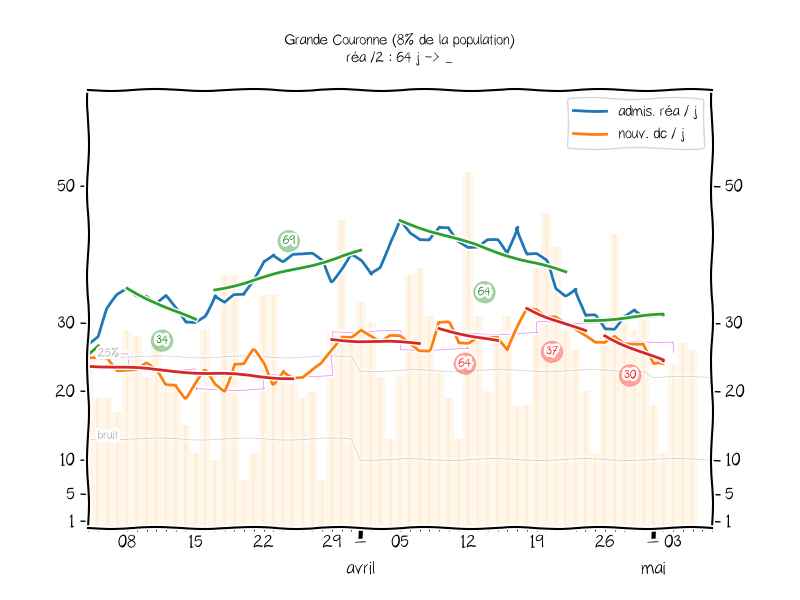 Grande Couronne (8% de la population)
réa /2 : 64 j -> _
admis. réa / j
nouv. dc / j
50
50
69
64
34
30
30
25%
37
64
30
20
20
bruit
10
10
5
5
1
1
08 15 22 29 05 12 19 26 03
avril mai